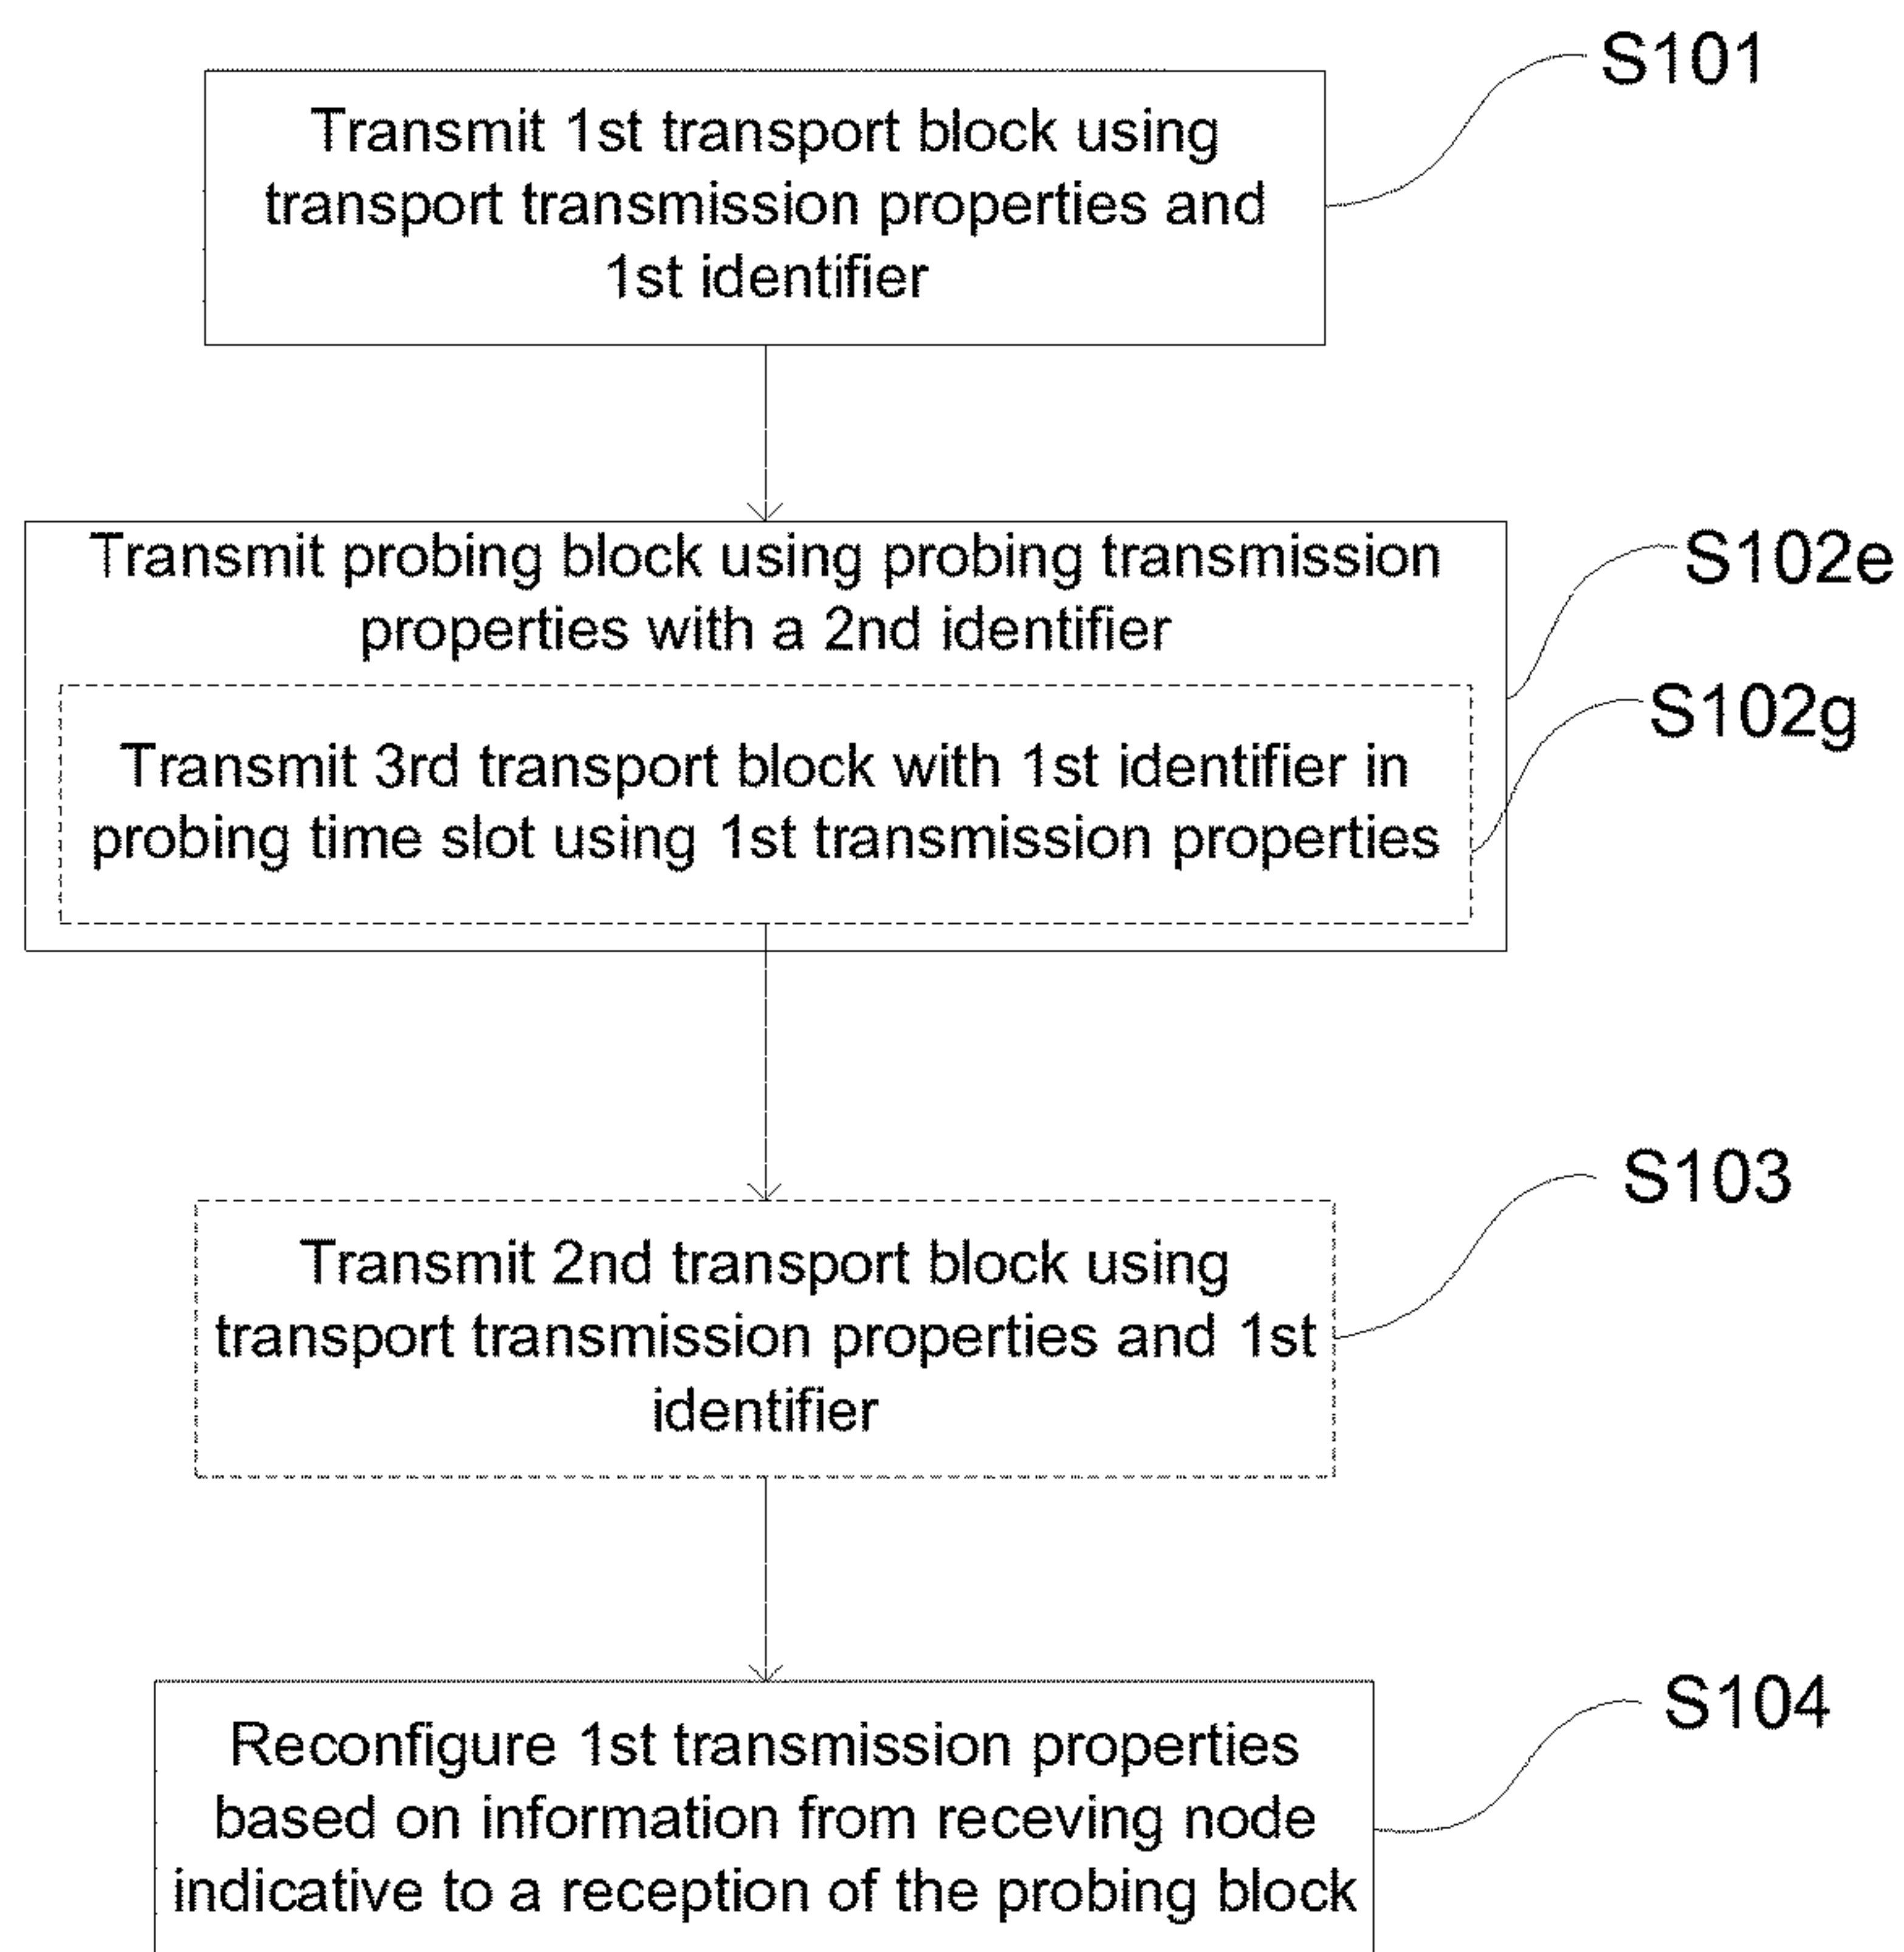 S101
Transmit 1st transport block using
transport transmission properties and
1st identifier
S102e
Transmit probing block using probing transmission
properties with a 2nd identifier
S102g
Transmit 3rd transport block with 1st identifier in
probing time slot using 1st transmission properties
S103
Transmit 2nd transport block using
transport transmission properties and 1st
identifier
S104
Reconfigure 1st transmission properties
based on information from receving node
indicative to a reception of the probing block